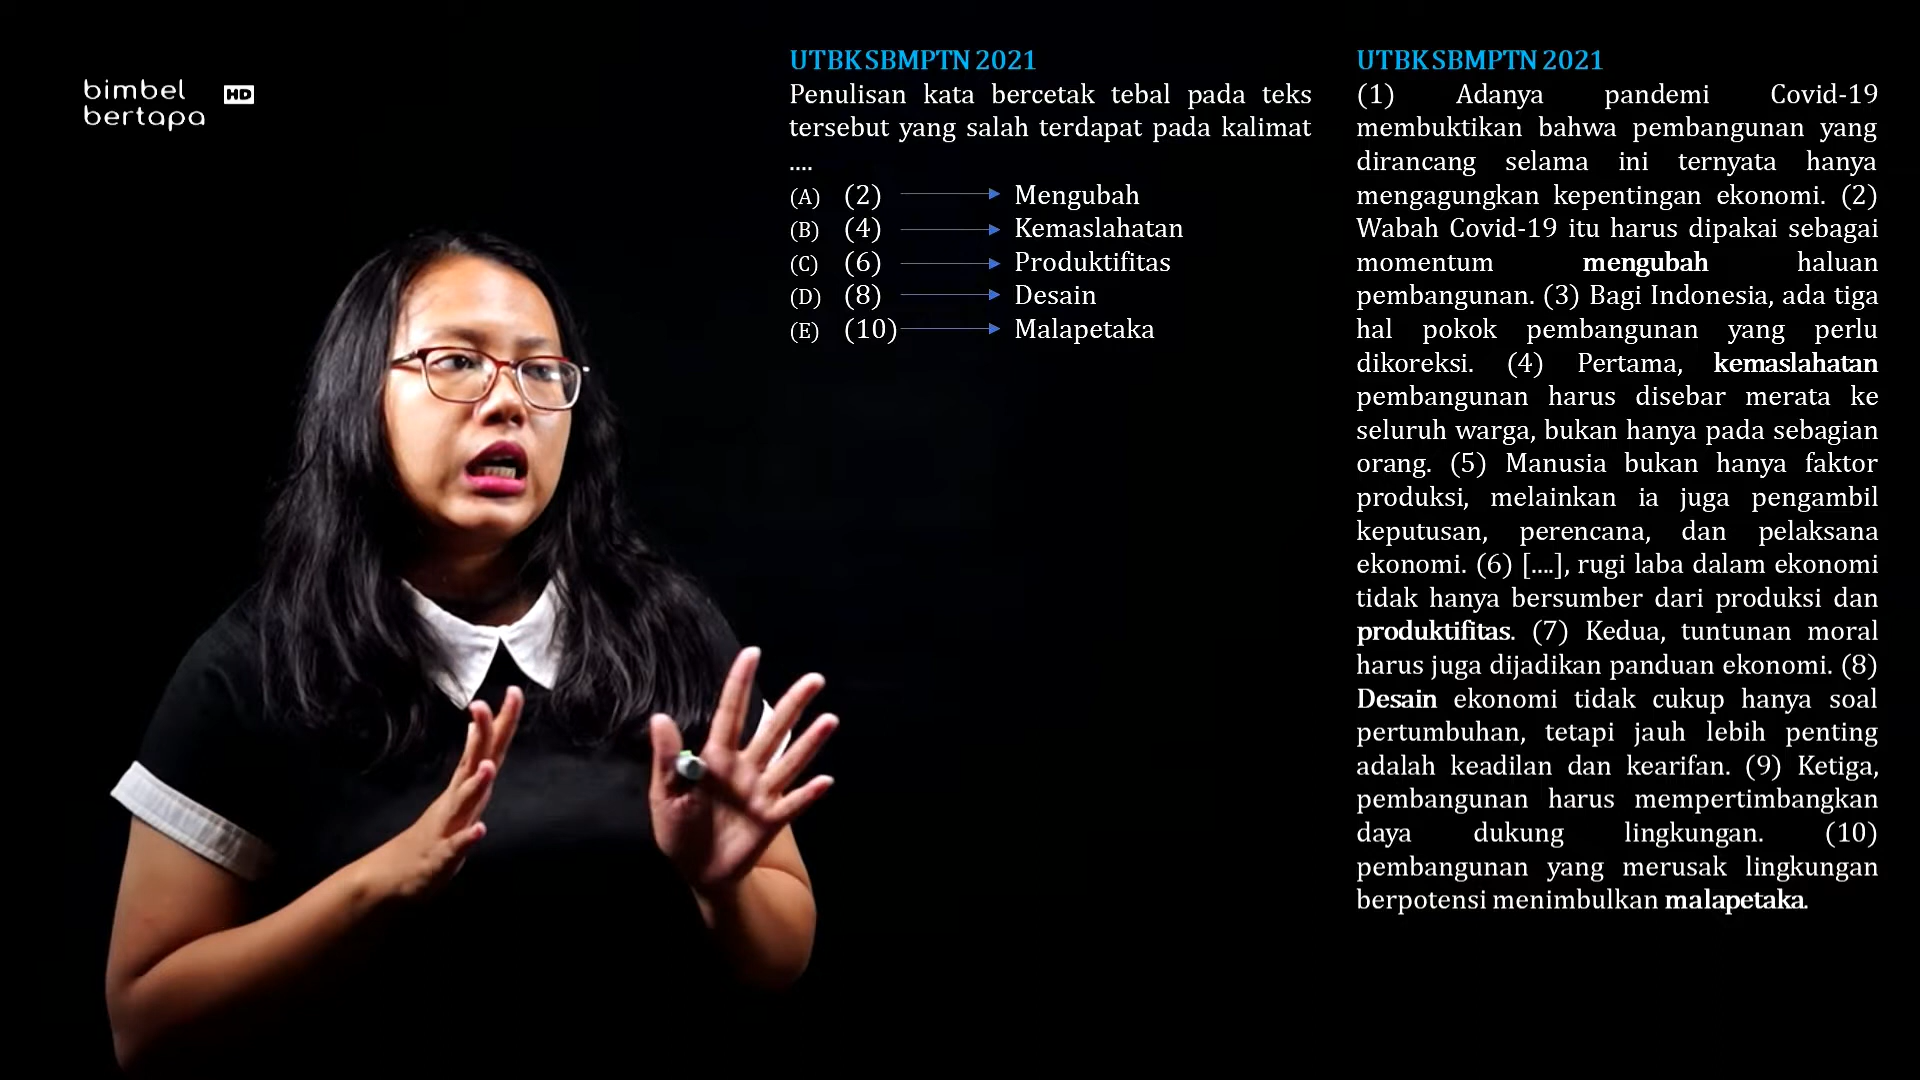 bimbel
bertapa
HD
UTBK SBMPTN 2021
Penulisan kata bercetak tebal pada teks
tersebut yang salah terdapat pada kalimat
....
(A) (2) Mengubah
(B) (4) Kemaslahatan
(C) (6) Produktifitas
(D) (8) Desain
(E) (10) Malapetaka
UTBK SBMPTN 2021
(1) Adanya pandemi Covid-19
membuktikan bahwa pembangunan yang
dirancang selama ini ternyata hanya
mengagungkan kepentingan ekonomi. (2)
Wabah Covid-19 itu harus dipakai sebagai
momentum mengubah haluan
pembangunan. (3) Bagi Indonesia, ada tiga
hal pokok pembangunan yang perlu
dikoreksi. (4) Pertama, kemaslahatan
pembangunan harus disebar merata ke
seluruh warga, bukan hanya pada sebagian
orang. (5) Manusia bukan hanya faktor
produksi, melainkan ia juga pengambil
keputusan, perencana, dan pelaksana
ekonomi. (6) [....], rugi laba dalam ekonomi
tidak hanya bersumber dari produksi dan
produktifitas. (7) Kedua, tuntunan moral
harus juga dijadikan panduan ekonomi. (8)
Desain ekonomi tidak cukup hanya soal
pertumbuhan, tetapi jauh lebih penting
adalah keadilan dan kearifan. (9) Ketiga,
pembangunan harus mempertimbangkan
daya dukung lingkungan. (10)
pembangunan yang merusak lingkungan
berpotensi menimbulkan malapetaka.